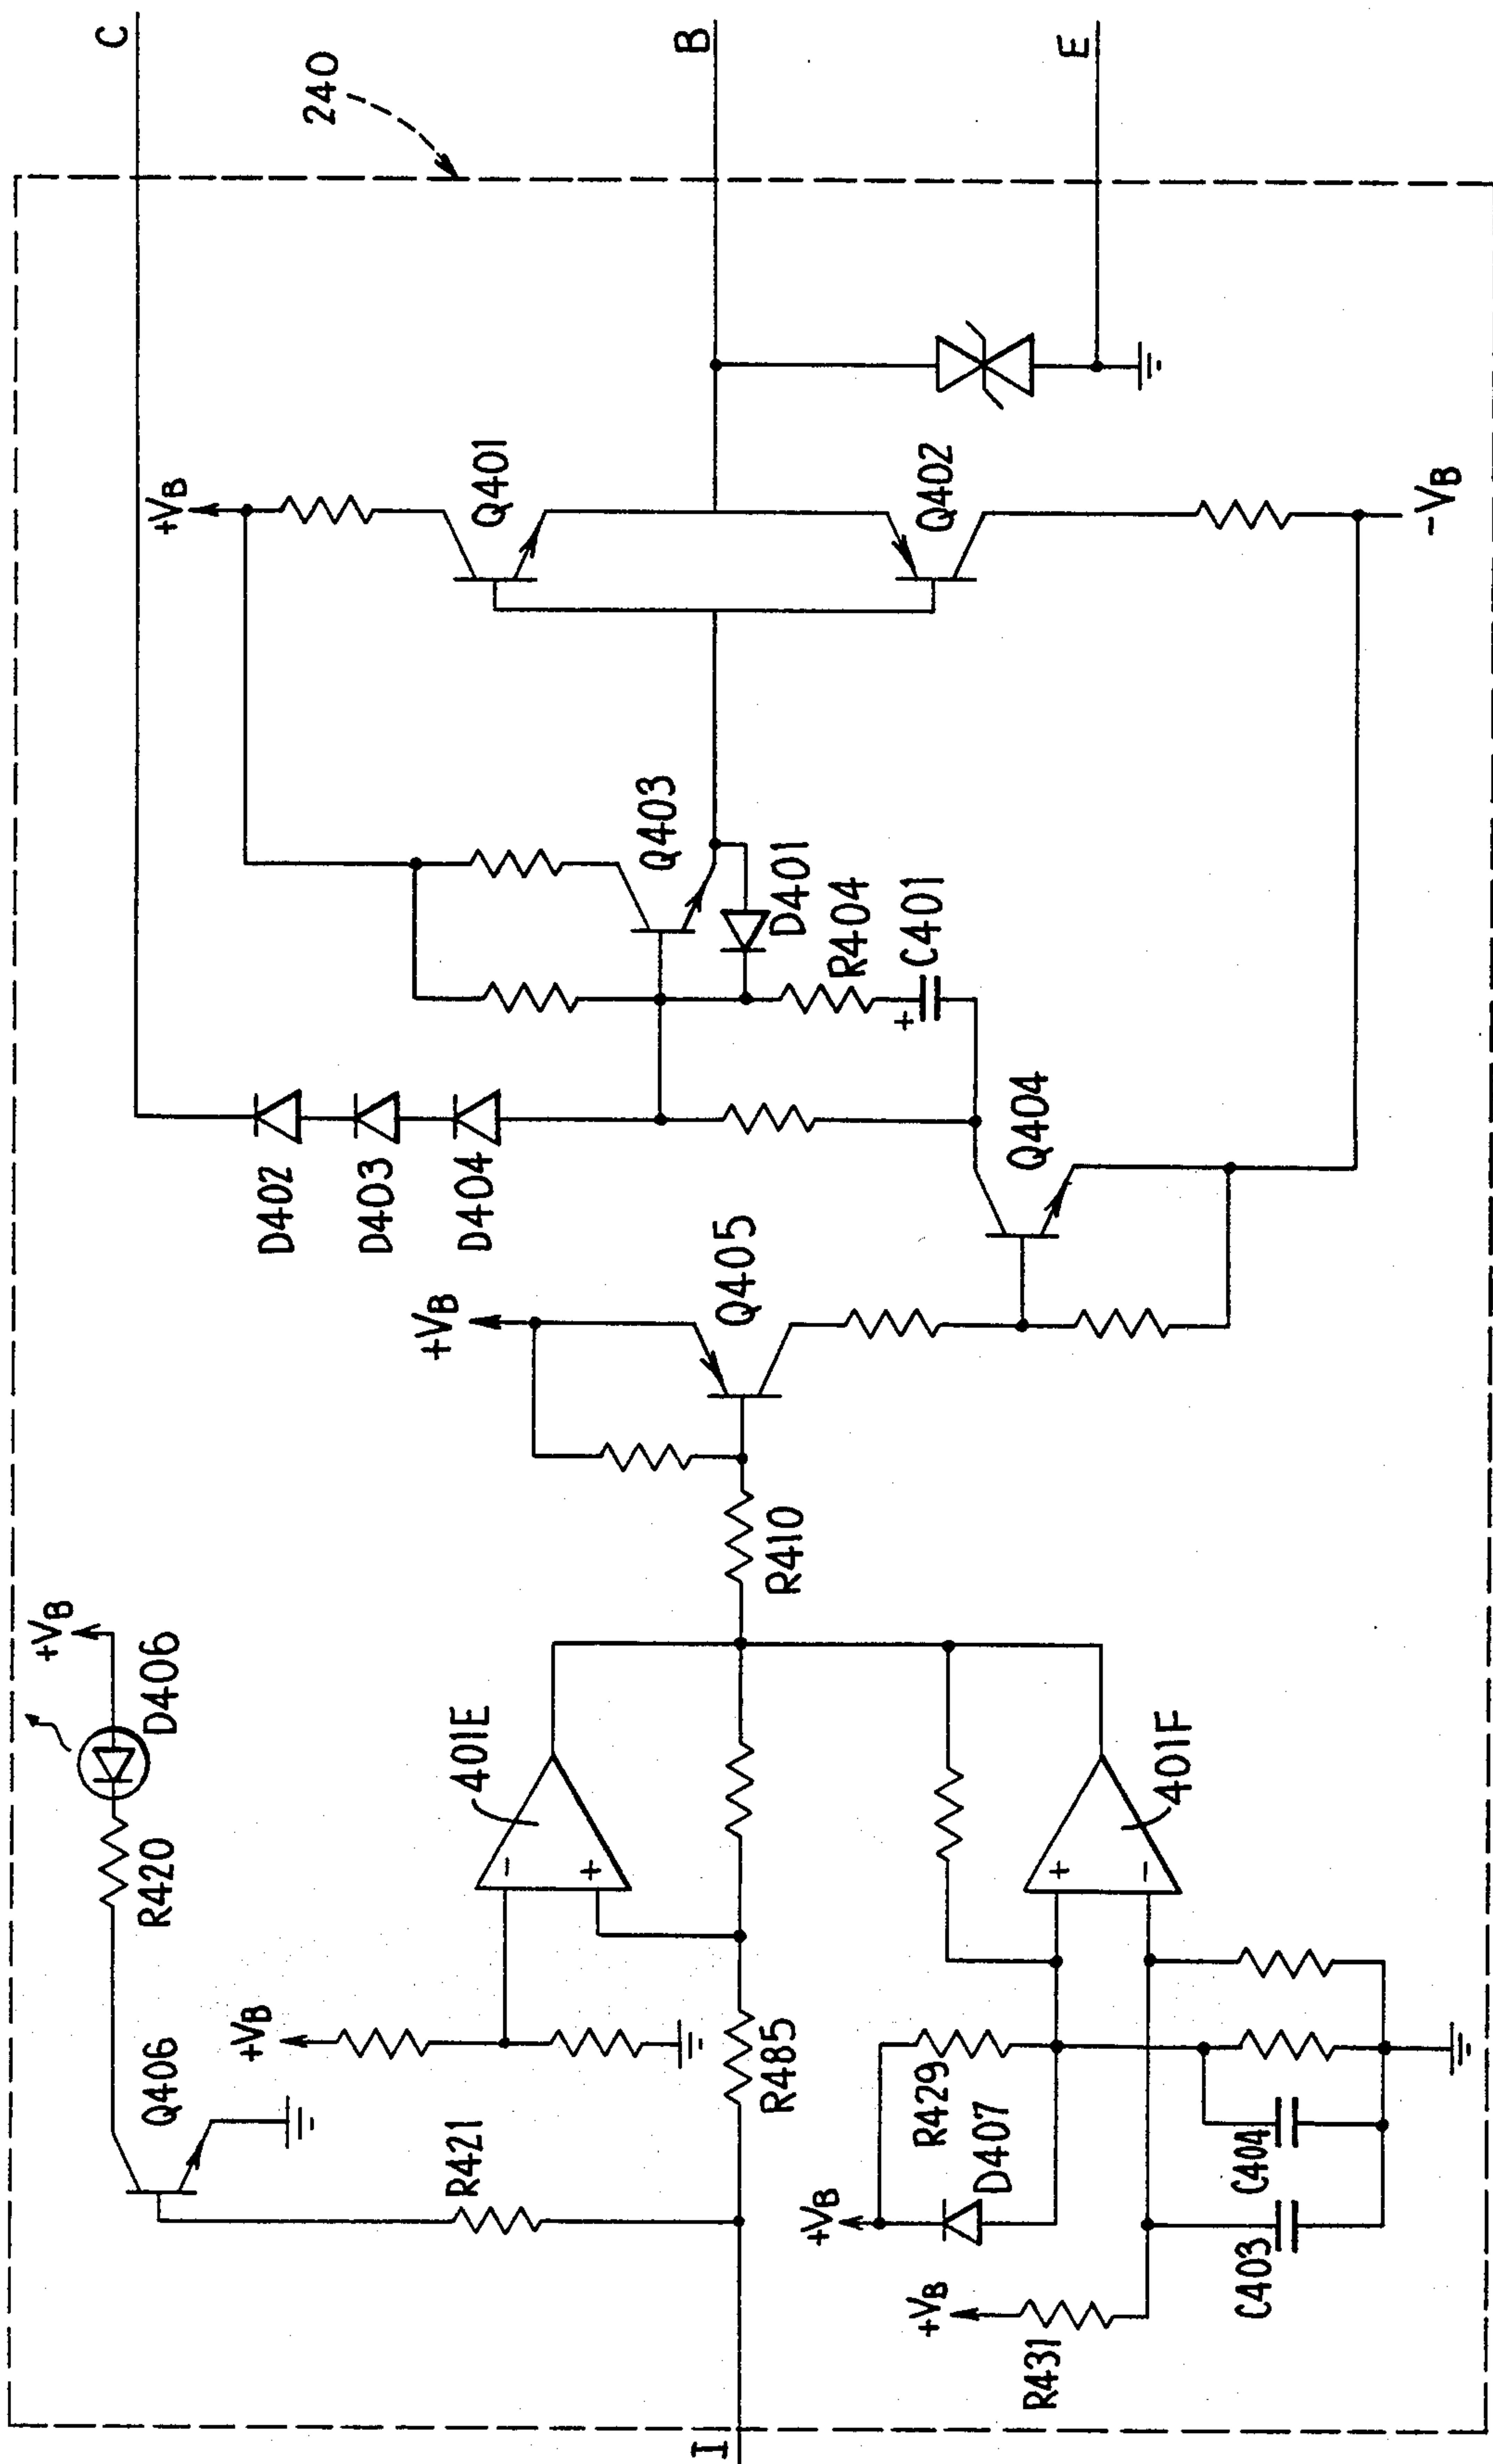 C
240
B
E
+VB
Q401
Q402
-VB
Q403
D401
R404
C401
+
D402
D403
D404
Q404
+VB
Q405
R410
+VB
D406
R420
Q406
401E
-
+
+VB
R421
R485
401F
+
-
R429
D407
+VB
+VB
R431
C404
C403
I